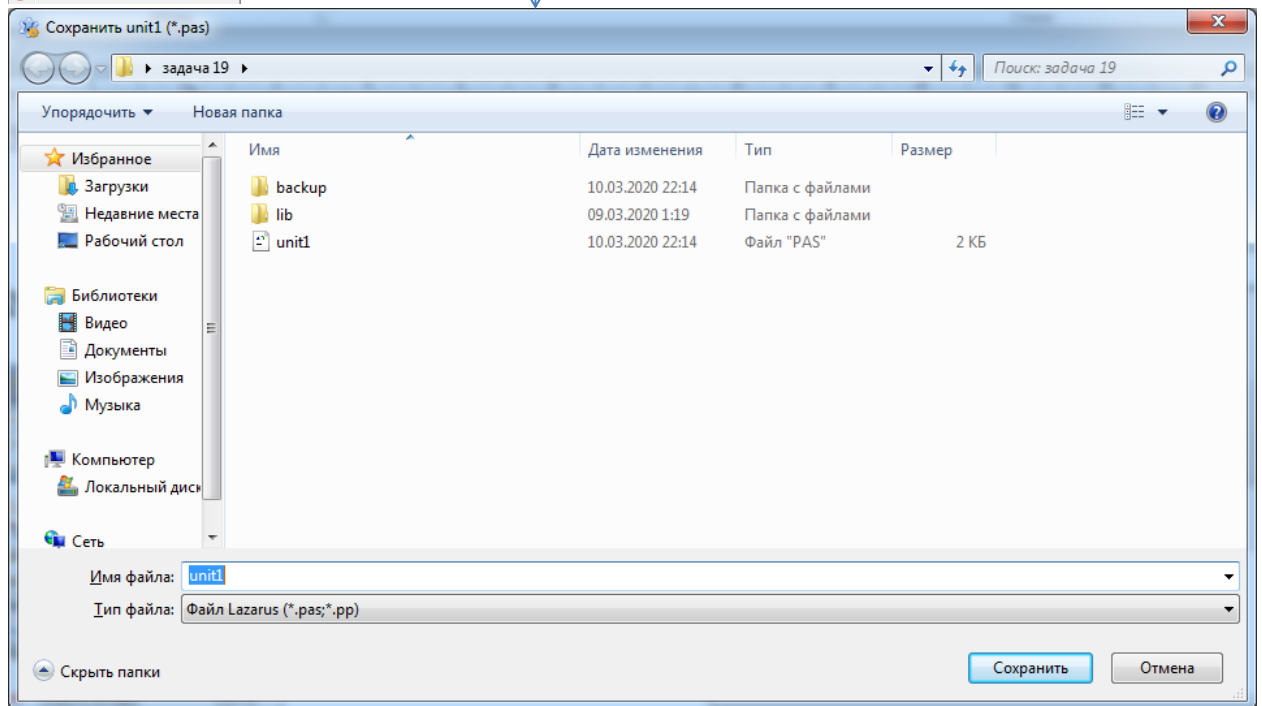 Сохранить unit1 (*.pas)
задача 19
Поиск: задача 19
Упорядочить
Новая папка
Имя Дата изменения Тип Размер
backup 10.03.2020 22:14 Папка с файлами
lib 09.03.2020 1:19 Папка с файлами
unit1 10.03.2020 22:14 Файл "PAS" 2 КБ
Избранное
Загрузки
Недавние места
Рабочий стол
Библиотеки
Видео
Документы
Изображения
Музыка
Компьютер
Локальный диск
Сеть
Имя файла: unit1
Тип файла: Файл Lazarus (*.pas;*.pp)
Скрыть папки
Сохранить
Отмена